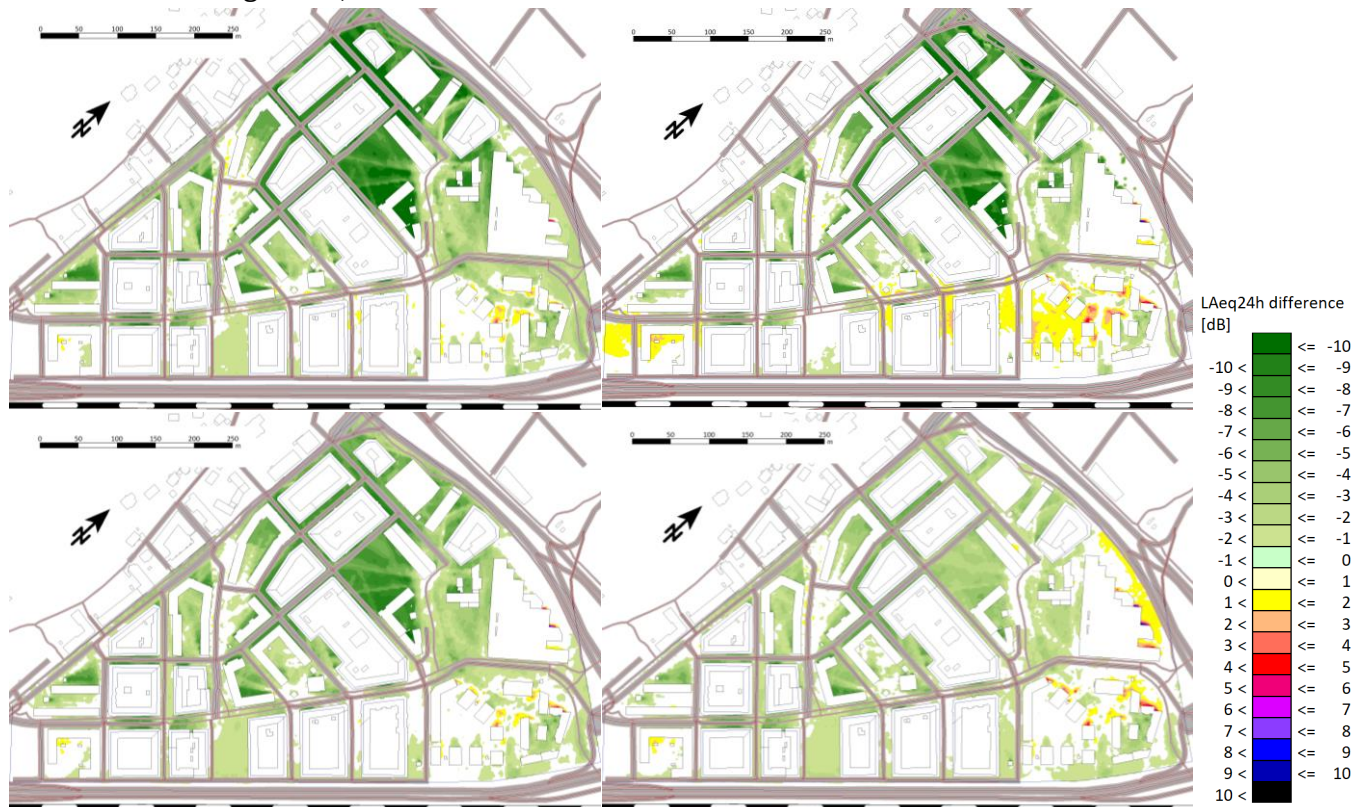 0 50 100 150 200 250
m
0 50 100 150 200 250
m
N
N
LAeq24h difference
[dB]
<= -10
-10 < <= -9
-9 < <= -8
-8 < <= -7
-7 < <= -6
-6 < <= -5
-5 < <= -4
-4 < <= -3
-3 < <= -2
-2 < <= -1
-1 < <= 0
0 < <= 1
1 < <= 2
2 < <= 3
3 < <= 4
4 < <= 5
5 < <= 6
6 < <= 7
7 < <= 8
8 < <= 9
9 < <= 10
10 <
0 50 100 150 200 250
m
0 50 100 150 200 250
m
N
N